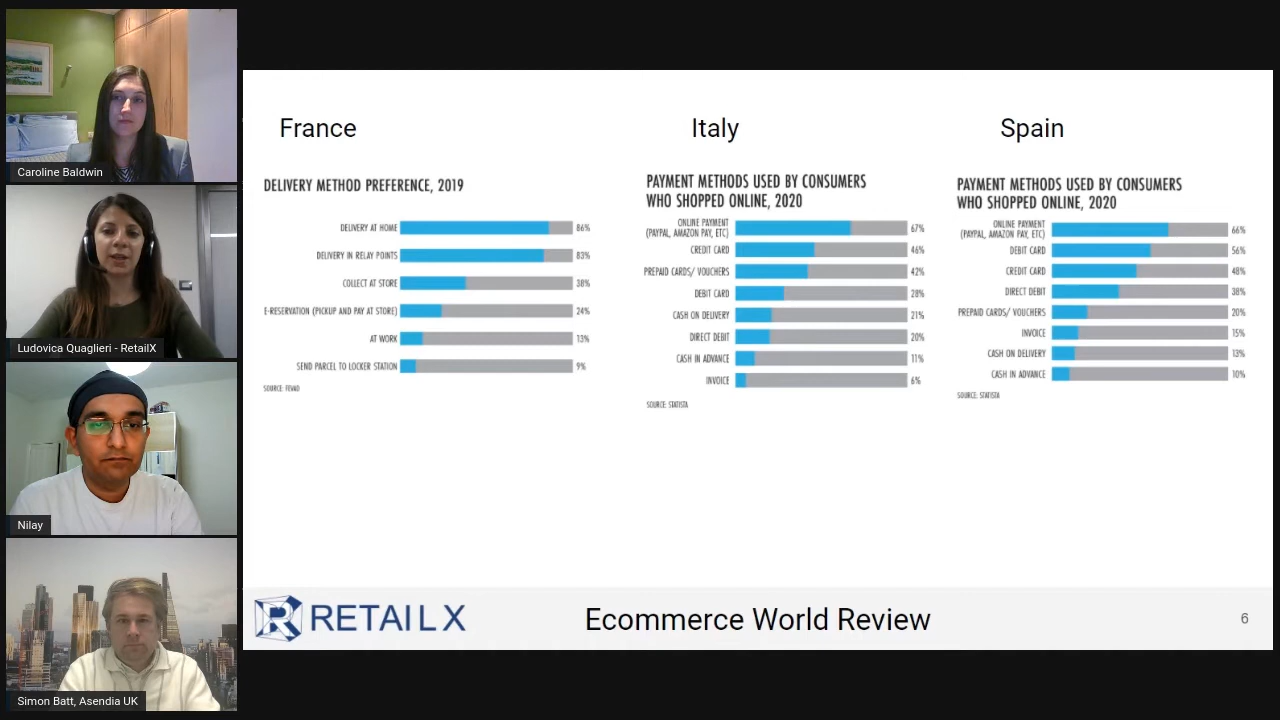 Caroline Baldwin
Ludovica Quaglieri - RetailX
Nilay
Simon Batt, Asendia UK
France
DELIVERY METHOD PREFERENCE, 2019
DELIVERY AT HOME 86%
DELIVERY IN RELAY POINTS 83%
COLLECT AT STORE 38%
E-RESERVATION (PICKUP AND PAY AT STORE) 24%
AT WORK 13%
SEND PARCEL TO LOCKER STATION 9%
SOURCE: FEVAD
Italy
PAYMENT METHODS USED BY CONSUMERS
WHO SHOPPED ONLINE, 2020
ONLINE PAYMENT
(PAYPAL, AMAZON PAY, ETC) 67%
CREDIT CARD 46%
PREPAID CARDS/ VOUCHERS 42%
DEBIT CARD 28%
CASH ON DELIVERY 21%
DIRECT DEBIT 20%
CASH IN ADVANCE 11%
INVOICE 6%
SOURCE: STATISTA
Spain
PAYMENT METHODS USED BY CONSUMERS
WHO SHOPPED ONLINE, 2020
ONLINE PAYMENT
(PAYPAL, AMAZON PAY, ETC) 66%
DEBIT CARD 56%
CREDIT CARD 48%
DIRECT DEBIT 38%
PREPAID CARDS/ VOUCHERS 20%
INVOICE 15%
CASH ON DELIVERY 13%
CASH IN ADVANCE 10%
SOURCE: STATISTA
RETAIL X
Ecommerce World Review
6